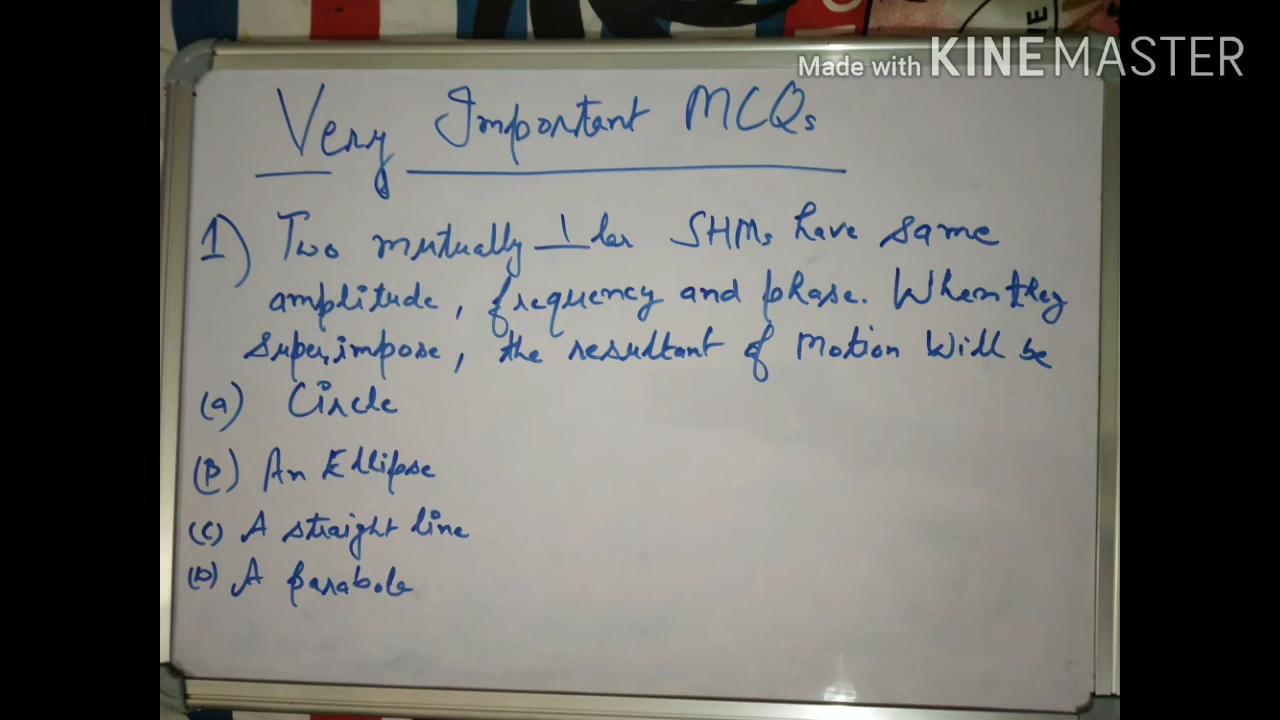 Made with KINEMASTER
Very Important MCQs
1) Two mutually ⊥lar SHMs have same
amplitude, frequency and phase. When they
superimpose, the resultant of motion will be
(a) Circle
(B) An Ellipse
(C) A straight line
(D) A parabola